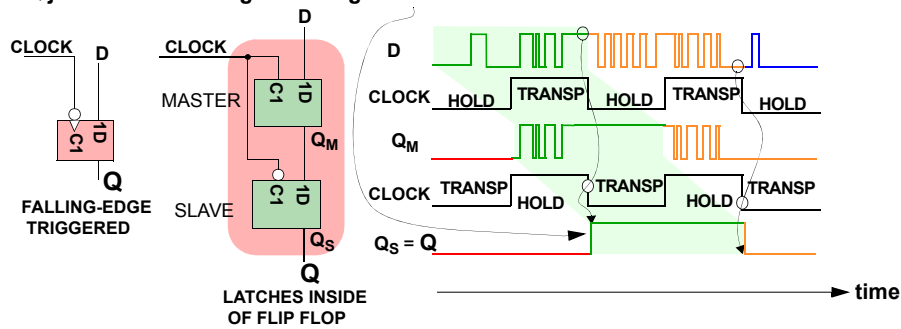 CLOCK
D
C1
1D
Q
FALLING-EDGE
TRIGGERED
CLOCK
D
MASTER
C1
1D
QM
SLAVE
C1
1D
QS
Q
LATCHES INSIDE
OF FLIP FLOP
D
CLOCK
HOLD
TRANSP
HOLD
TRANSP
HOLD
QM
CLOCK
TRANSP
HOLD
TRANSP
HOLD
TRANSP
QS = Q
time